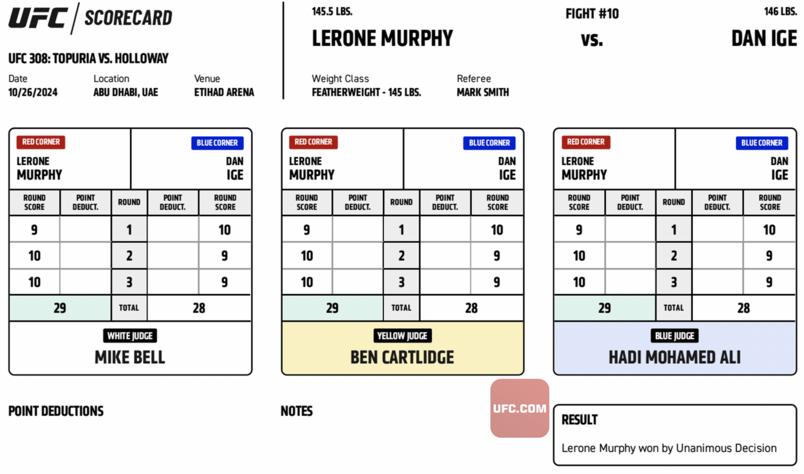 UFC SCORECARD
UFC 308: TOPURIA VS. HOLLOWAY
Date Location Venue
10/26/2024 ABU DHABI, UAE ETIHAD ARENA
145.5 LBS. FIGHT #10 146 LBS.
LERONE MURPHY VS. DAN IGE
Weight Class Referee
FEATHERWEIGHT - 145 LBS. MARK SMITH
RED CORNER BLUE CORNER
LERONE DAN
MURPHY IGE
ROUND POINT ROUND POINT ROUND
SCORE DEDUCT. DEDUCT. SCORE
9 1 10
10 2 9
10 3 9
29 TOTAL 28
WHITE JUDGE
MIKE BELL
RED CORNER BLUE CORNER
LERONE DAN
MURPHY IGE
ROUND POINT ROUND POINT ROUND
SCORE DEDUCT. DEDUCT. SCORE
9 1 10
10 2 9
10 3 9
29 TOTAL 28
YELLOW JUDGE
BEN CARTLIDGE
RED CORNER BLUE CORNER
LERONE DAN
MURPHY IGE
ROUND POINT ROUND POINT ROUND
SCORE DEDUCT. DEDUCT. SCORE
9 1 10
10 2 9
10 3 9
29 TOTAL 28
BLUE JUDGE
HADI MOHAMED ALI
POINT DEDUCTIONS
NOTES
UFC.COM
RESULT
Lerone Murphy won by Unanimous Decision